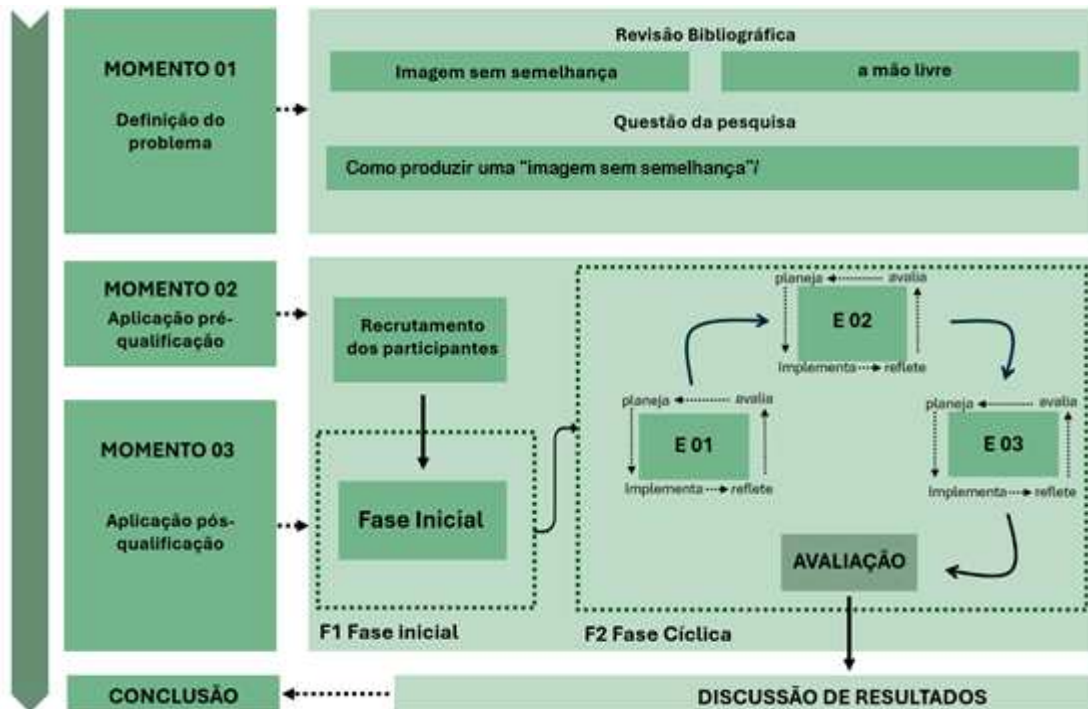 MOMENTO 01
Definição do
problema
Revisão Bibliográfica
Imagem sem semelhança
a mão livre
Questão da pesquisa
Como produzir uma "imagem sem semelhança"/
MOMENTO 02
Aplicação pré-
qualificação
Recrutamento
dos participantes
MOMENTO 03
Aplicação pós-
qualificação
Fase Inicial
F1 Fase inicial
planeja
avalia
E 01
Implementa
reflete
planeja
avalia
E 02
Implementa
reflete
planeja
avalia
E 03
Implementa
reflete
AVALIAÇÃO
F2 Fase Cíclica
CONCLUSÃO
DISCUSSÃO DE RESULTADOS